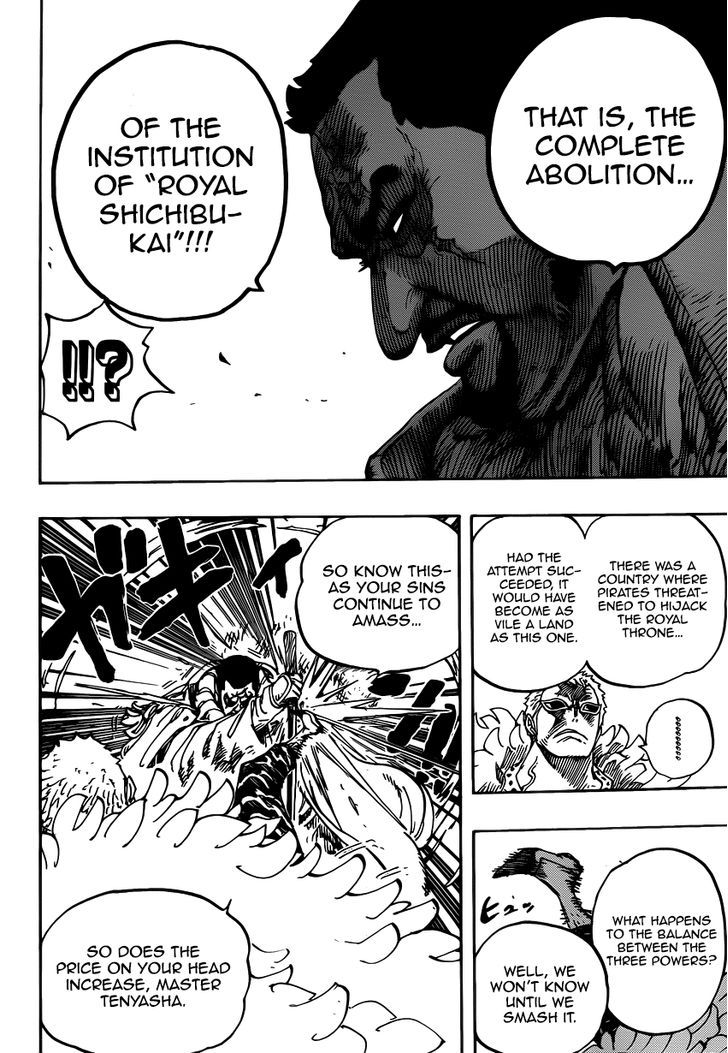 THAT IS, THE
COMPLETE
ABOLITION...
OF THE
INSTITUTION
OF "ROYAL
SHICHIBU-
KAI"!!!
!!?
THERE WAS A
COUNTRY WHERE
PIRATES THREAT-
ENED TO HIJACK
THE ROYAL
THRONE...
HAD THE
ATTEMPT SUC-
CEEDED, IT
WOULD HAVE
BECOME AS
VILE A LAND
AS THIS ONE.
WHAT HAPPENS
TO THE BALANCE
BETWEEN THE
THREE POWERS?
WELL, WE
WON'T KNOW
UNTIL WE
SMASH IT.
ヒュッ
SO KNOW THIS-
AS YOUR SINS
CONTINUE TO
AMASS...
SO DOES THE
PRICE ON YOUR HEAD
INCREASE, MASTER
TENYASHA.